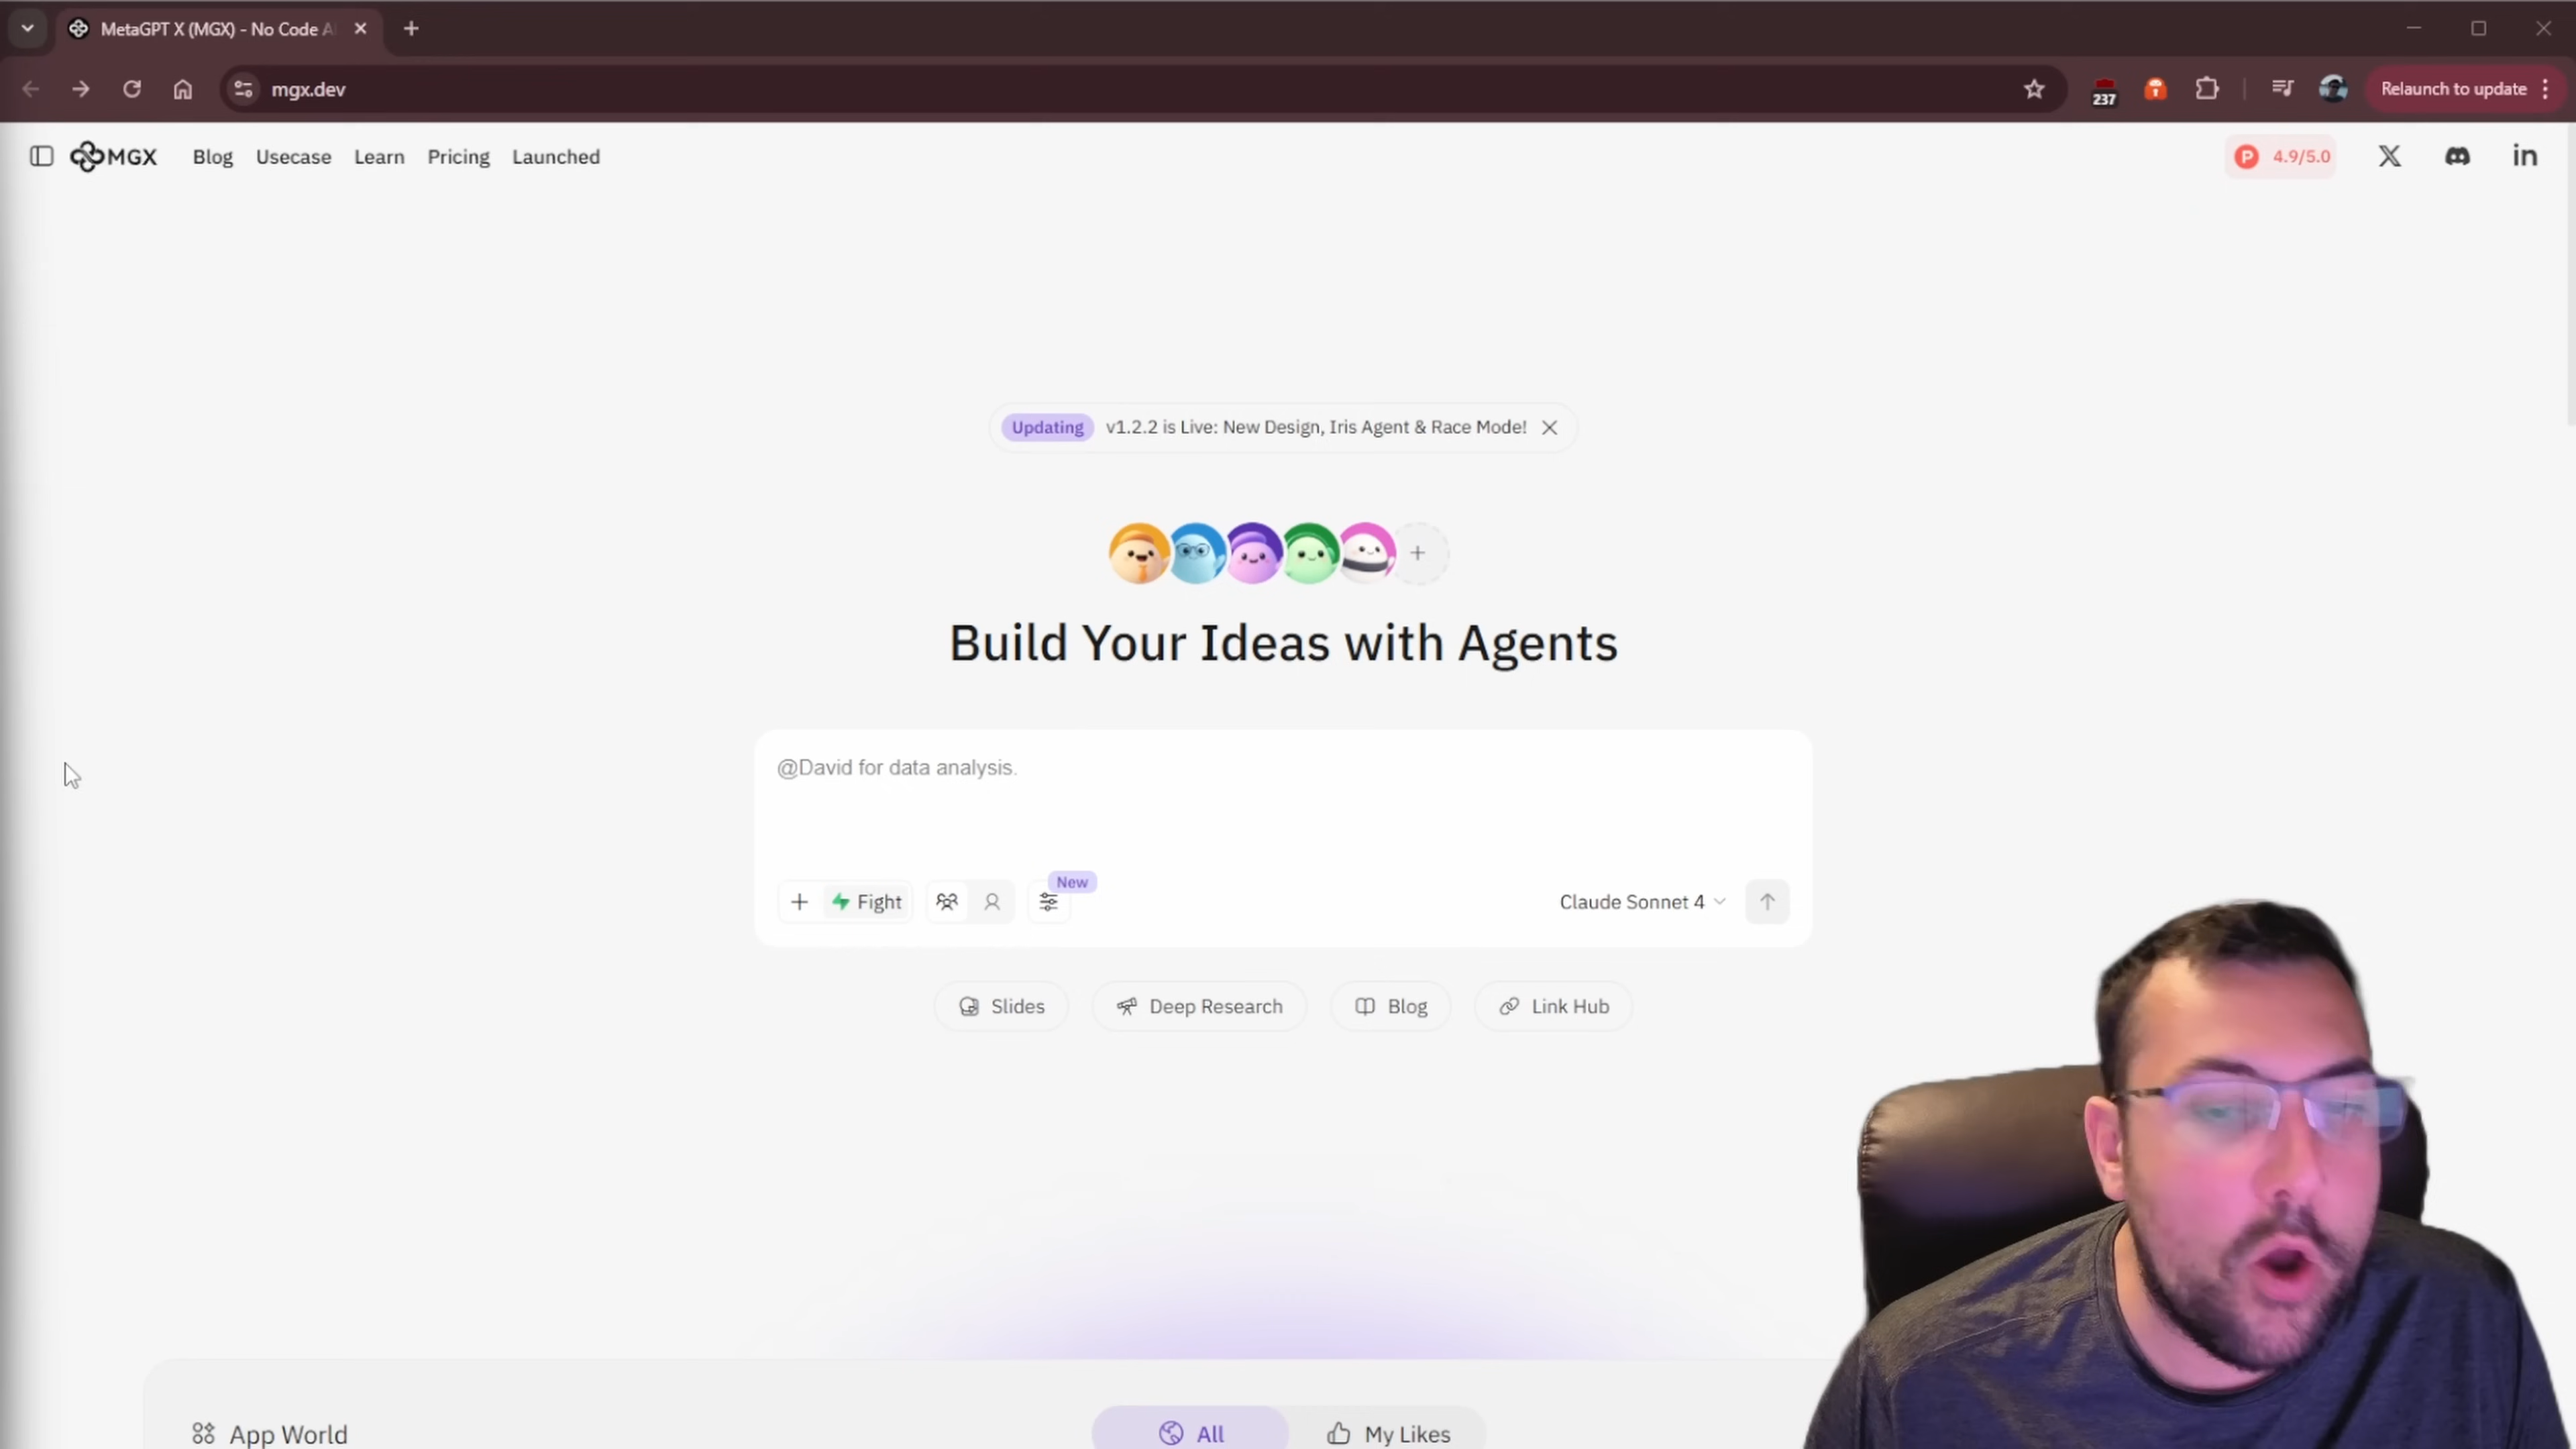 MetaGPT X (MGX) - No Code A
mgx.dev
237
Relaunch to update
MGX
Blog
Usecase
Learn
Pricing
Launched
P 4.9/5.0
X
in
Updating v1.2.2 is Live: New Design, Iris Agent & Race Mode!
Build Your Ideas with Agents
@David for data analysis.
New
Fight
Claude Sonnet 4
Slides
Deep Research
Blog
Link Hub
App World
All
My Likes